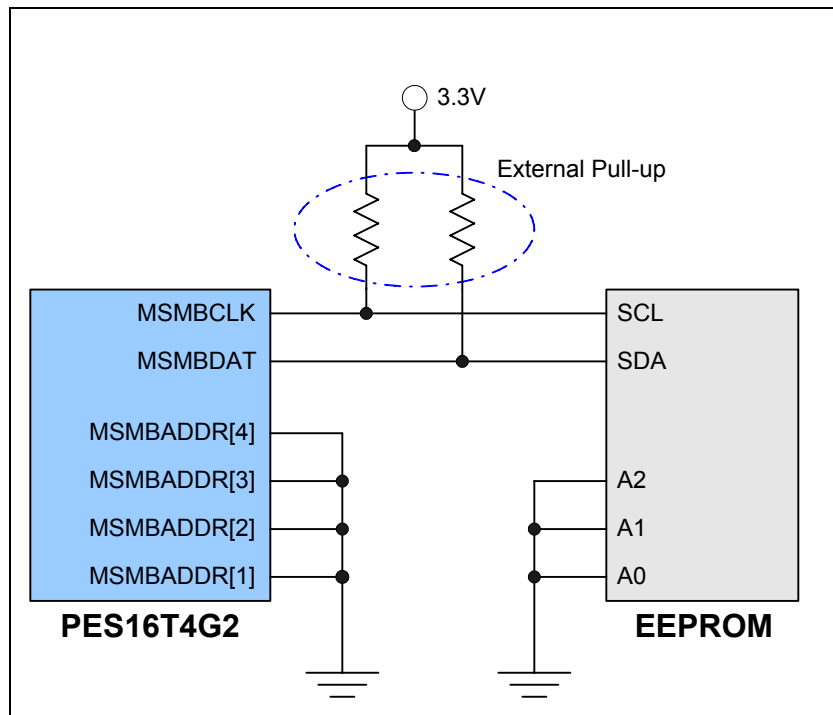 3.3V
External Pull-up
MSMBCLK
MSMBDAT
MSMBADDR[4]
MSMBADDR[3]
MSMBADDR[2]
MSMBADDR[1]
PES16T4G2
SCL
SDA
A2
A1
A0
EEPROM